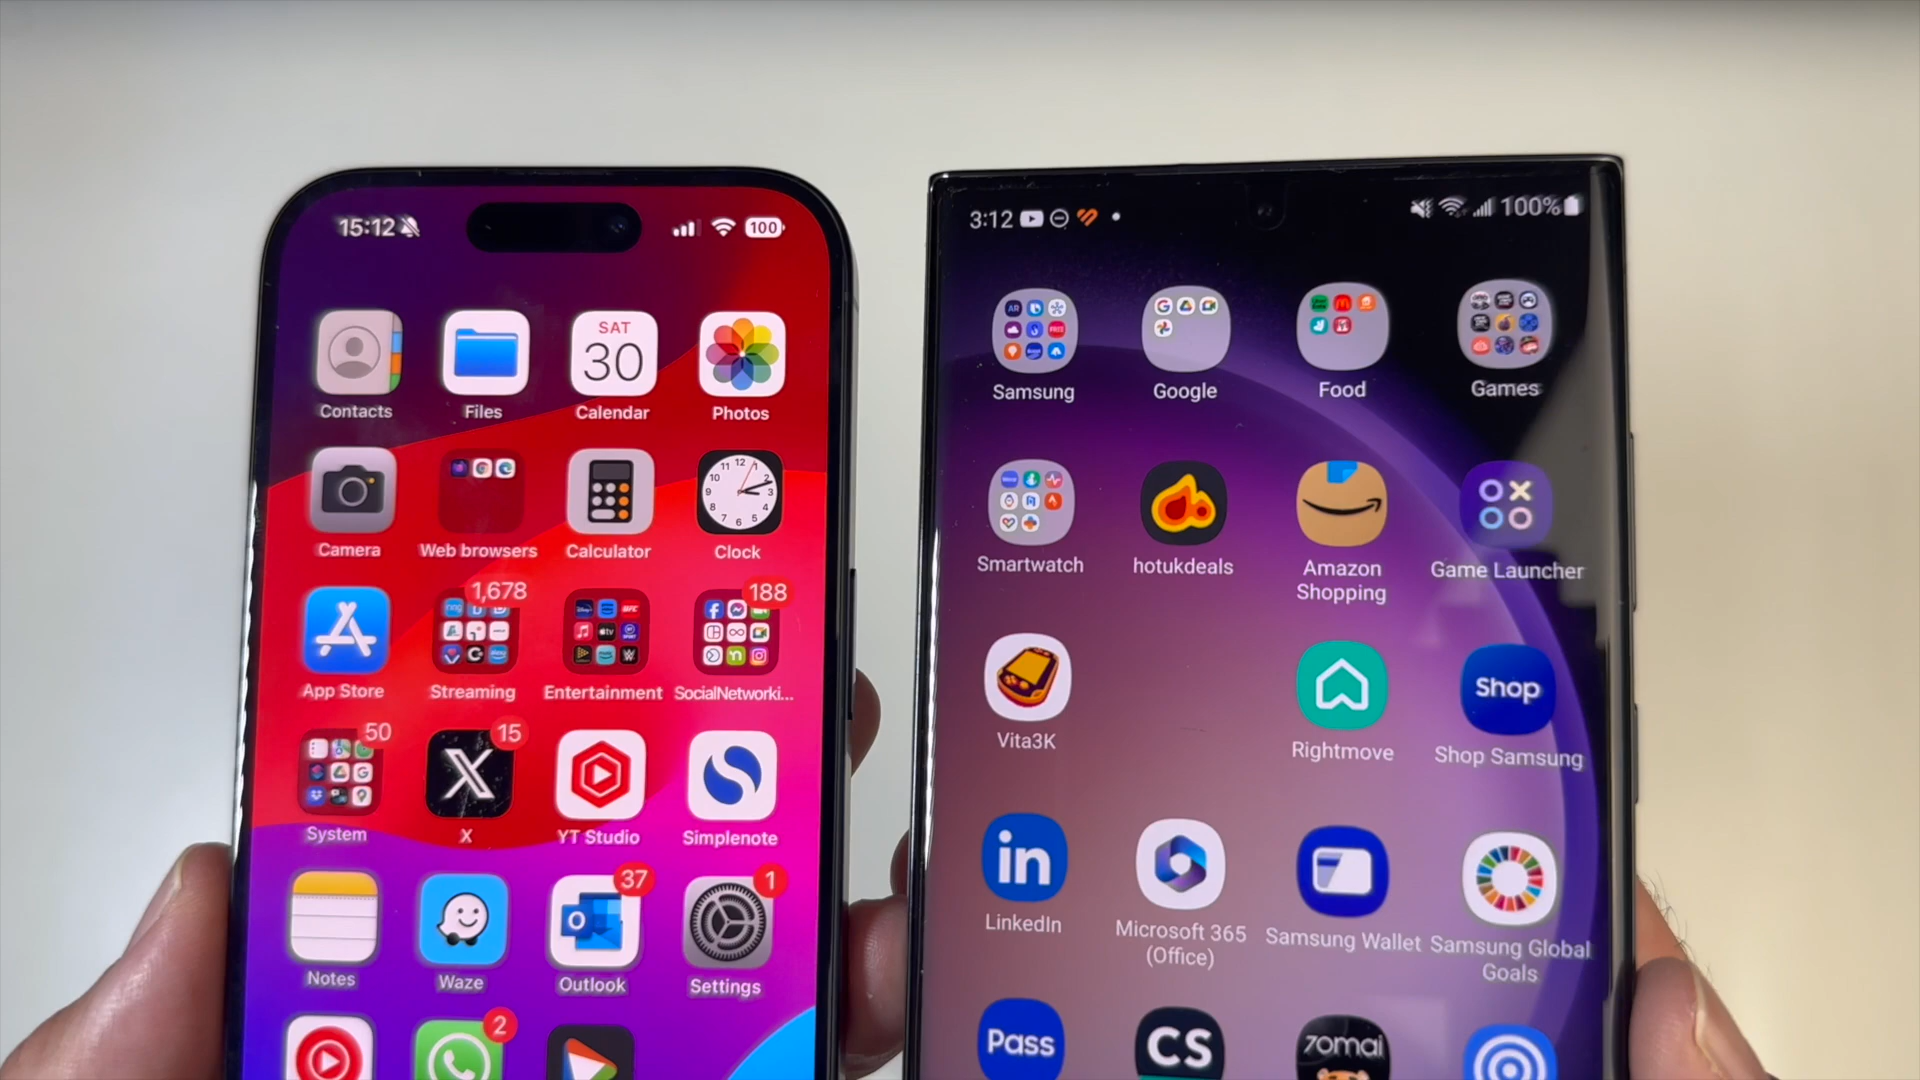 15:12
100
SAT
30
Contacts
Files
Calendar
Photos
Camera
Web browsers
Calculator
Clock
1,678
188
App Store
Streaming
Entertainment
SocialNetworki...
50
15
System
X
YT Studio
Simplenote
37
1
Notes
Waze
Outlook
Settings
2
3:12
100%
Samsung
Google
Food
Games
Smartwatch
hotukdeals
Amazon
Shopping
Game Launcher
Vita3K
Rightmove
Shop
Shop Samsung
in
LinkedIn
Microsoft 365
(Office)
Samsung Wallet
Samsung Global
Goals
Pass
CS